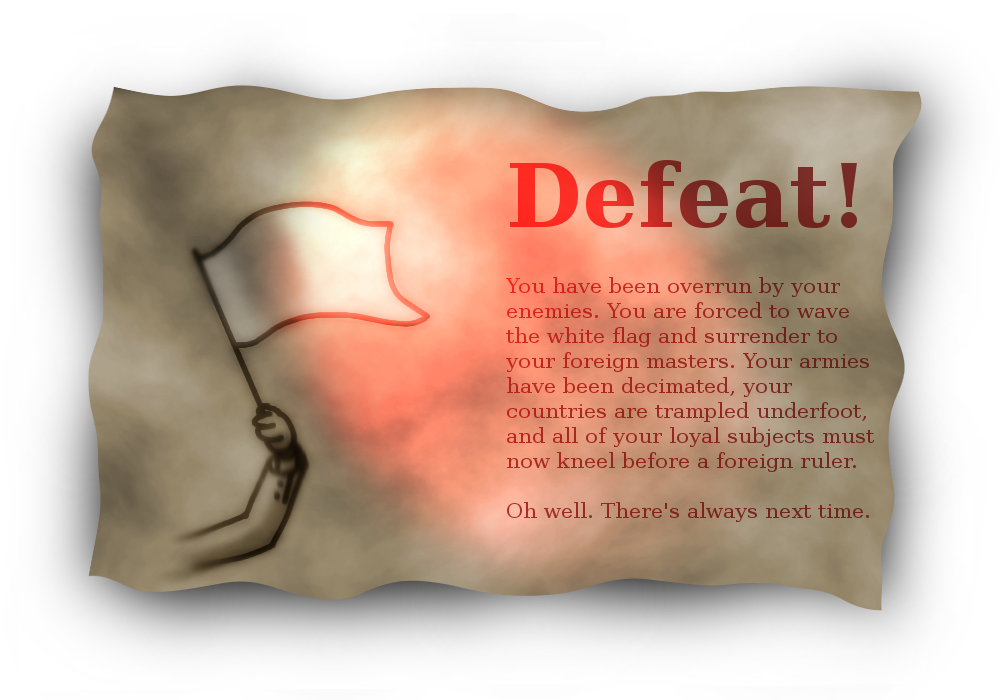 Defeat!
You have been overrun by your
enemies. You are forced to wave
the white flag and surrender to
your foreign masters. Your armies
have been decimated, your
countries are trampled underfoot,
and all of your loyal subjects must
now kneel before a foreign ruler.
Oh well. There's always next time.